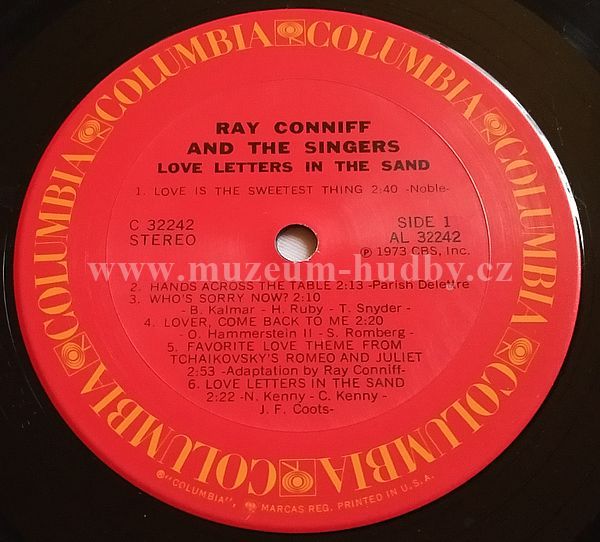 COLUMBIA COLUMBIA COLUMBIA COLUMBIA COLUMBIA COLUMBIA
RAY CONNIFF
AND THE SINGERS
LOVE LETTERS IN THE SAND
1. LOVE IS THE SWEETEST THING 2:40 -Noble-
C 32242
STEREO
SIDE 1
AL 32242
Ⓟ 1973 CBS, Inc.
www.muzeum-hudby.cz
2. HANDS ACROSS THE TABLE 2:13 -Parish Delettre
3. WHO'S SORRY NOW? 2:10
- B. Kalmar - H. Ruby - T. Snyder -
4. LOVER, COME BACK TO ME 2:20
- O. Hammerstein II - S. Romberg -
5. FAVORITE LOVE THEME FROM
TCHAIKOVSKY'S ROMEO AND JULIET
2:53 -Adaptation by Ray Conniff-
6. LOVE LETTERS IN THE SAND
2:22 -N. Kenny - C. Kenny -
J. F. Coots-
®"COLUMBIA", MARCAS REG. PRINTED IN U.S.A.